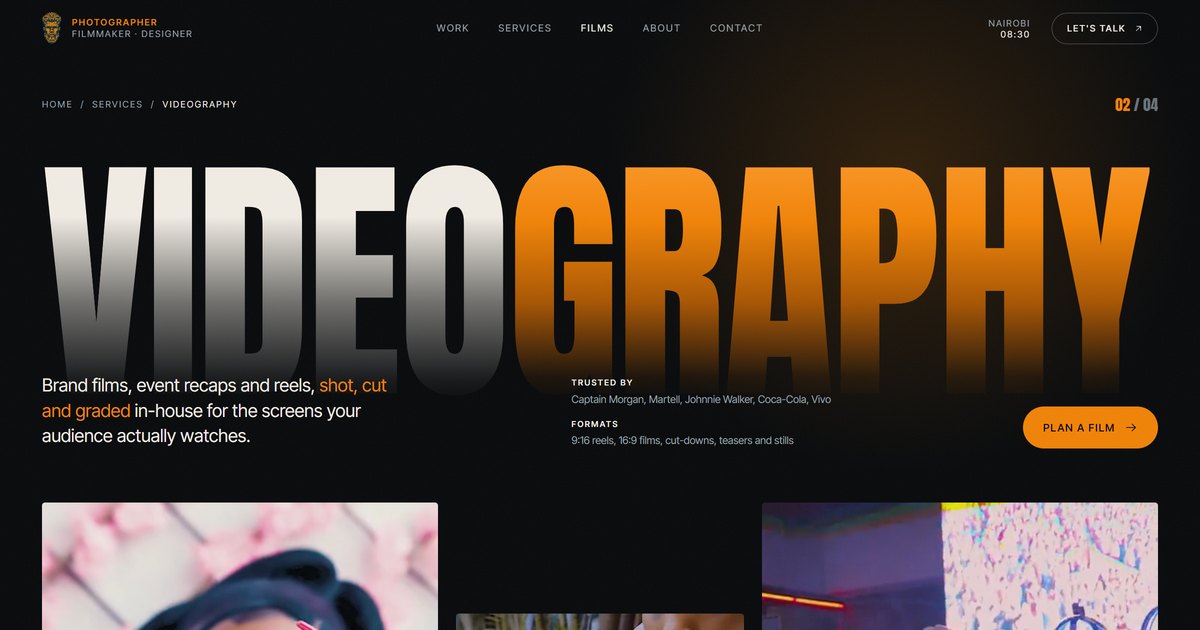 PHOTOGRAPHER
FILMMAKER · DESIGNER
WORK
SERVICES
FILMS
ABOUT
CONTACT
NAIROBI
08:30
LET'S TALK ↗
HOME / SERVICES / VIDEOGRAPHY
02 / 04
VIDEOGRAPHY
Brand films, event recaps and reels, shot, cut
and graded in-house for the screens your
audience actually watches.
TRUSTED BY
Captain Morgan, Martell, Johnnie Walker, Coca-Cola, Vivo
FORMATS
9:16 reels, 16:9 films, cut-downs, teasers and stills
PLAN A FILM →